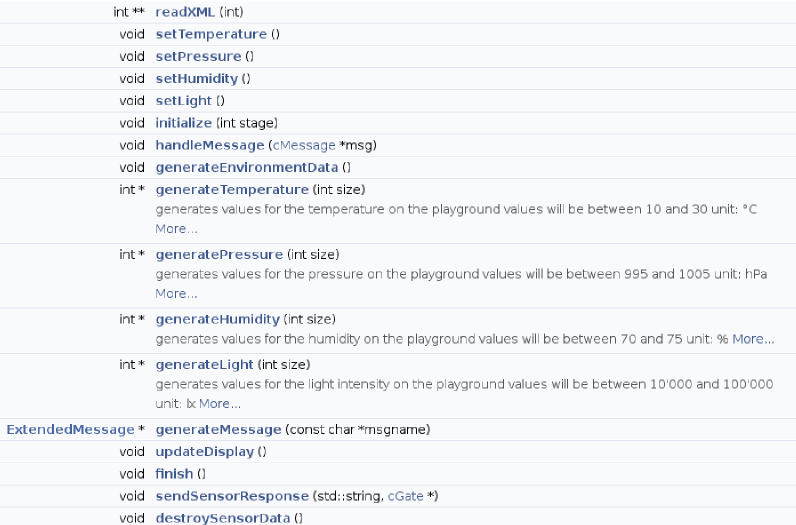 int ** readXML (int)
void setTemperature ()
void setPressure ()
void setHumidity ()
void setLight ()
void initialize (int stage)
void handleMessage (cMessage *msg)
void generateEnvironmentData ()
int * generateTemperature (int size)
generates values for the temperature on the playground values will be between 10 and 30 unit: °C
More...
int * generatePressure (int size)
generates values for the pressure on the playground values will be between 995 and 1005 unit: hPa
More...
int * generateHumidity (int size)
generates values for the humidity on the playground values will be between 70 and 75 unit: % More...
int * generateLight (int size)
generates values for the light intensity on the playground values will be between 10'000 and 100'000
unit: lx More...
ExtendedMessage * generateMessage (const char *msgname)
void updateDisplay ()
void finish ()
void sendSensorResponse (std::string, cGate *)
void destroySensorData ()